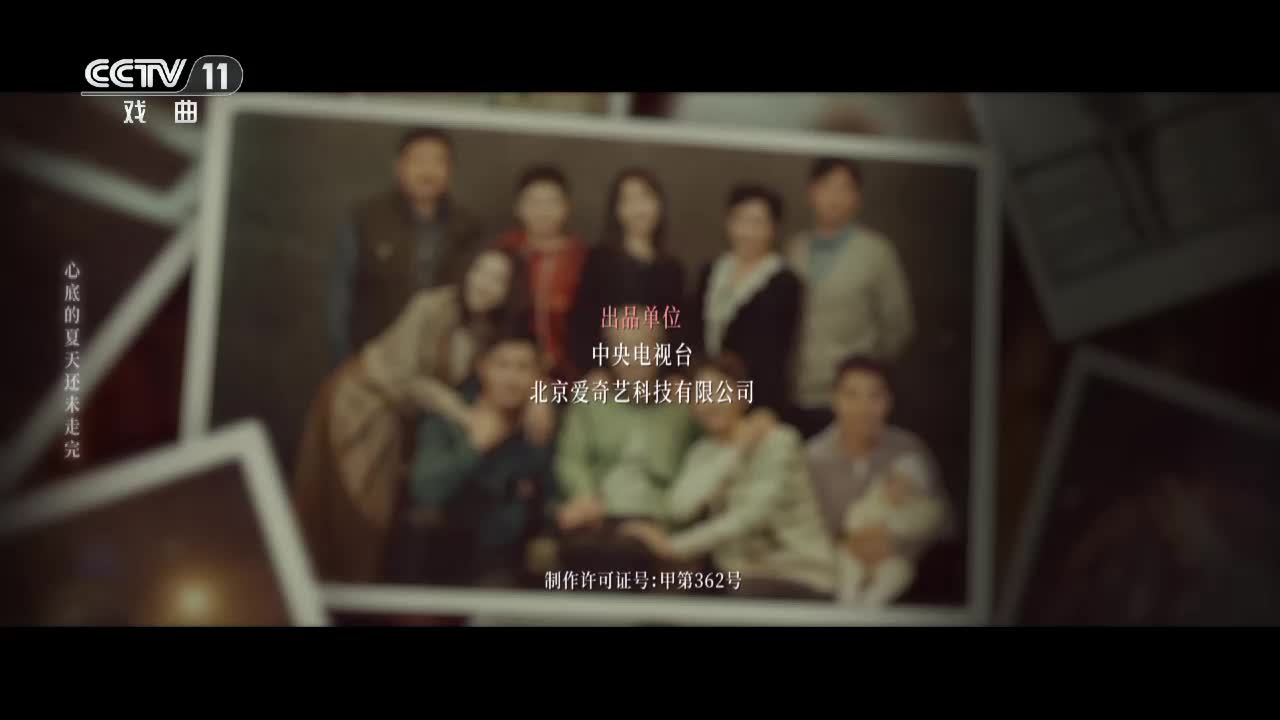 CCTV 11
戏曲
心底的夏天还未走完
出品单位
中央电视台
北京爱奇艺科技有限公司
制作许可证号:甲第362号